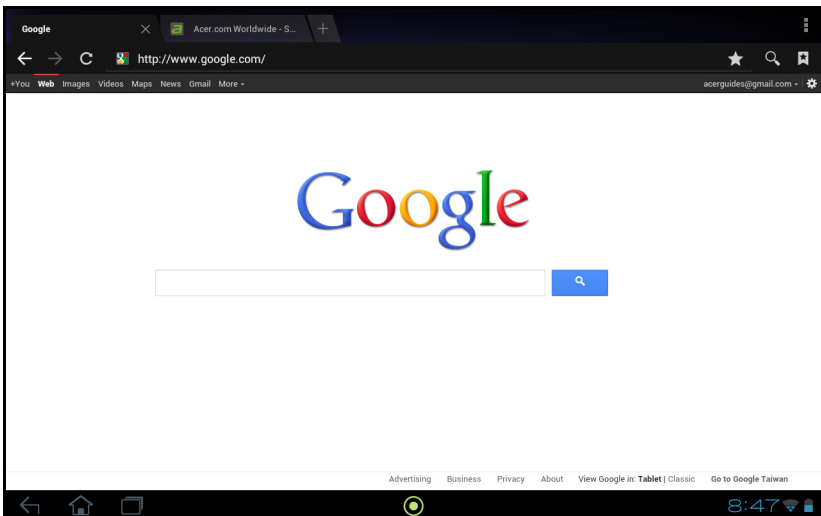 Google Acer.com Worldwide - S...
http://www.google.com/
+You Web Images Videos Maps News Gmail More acerguides@gmail.com
Google
Advertising Business Privacy About View Google in: Tablet | Classic Go to Google Taiwan
8:47